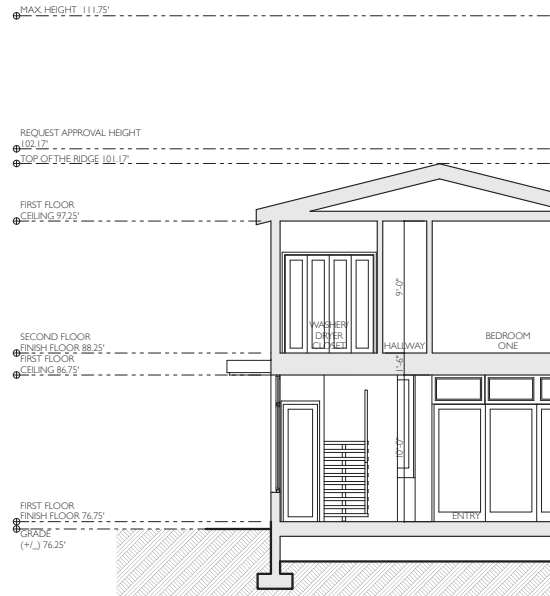 MAX. HEIGHT 111.75'
REQUEST APPROVAL HEIGHT
102.17'
TOP OF THE RIDGE 101.17'
FIRST FLOOR
CEILING 97.25'
9'-0"
WASHER/
DRYER
CLOSET
HALLWAY
BEDROOM
ONE
SECOND FLOOR
FINISH FLOOR 88.25'
FIRST FLOOR
CEILING 86.75'
1'-6"
10'-0"
FIRST FLOOR
FINISH FLOOR 76.75'
ENTRY
GRADE
(+/_) 76.25'